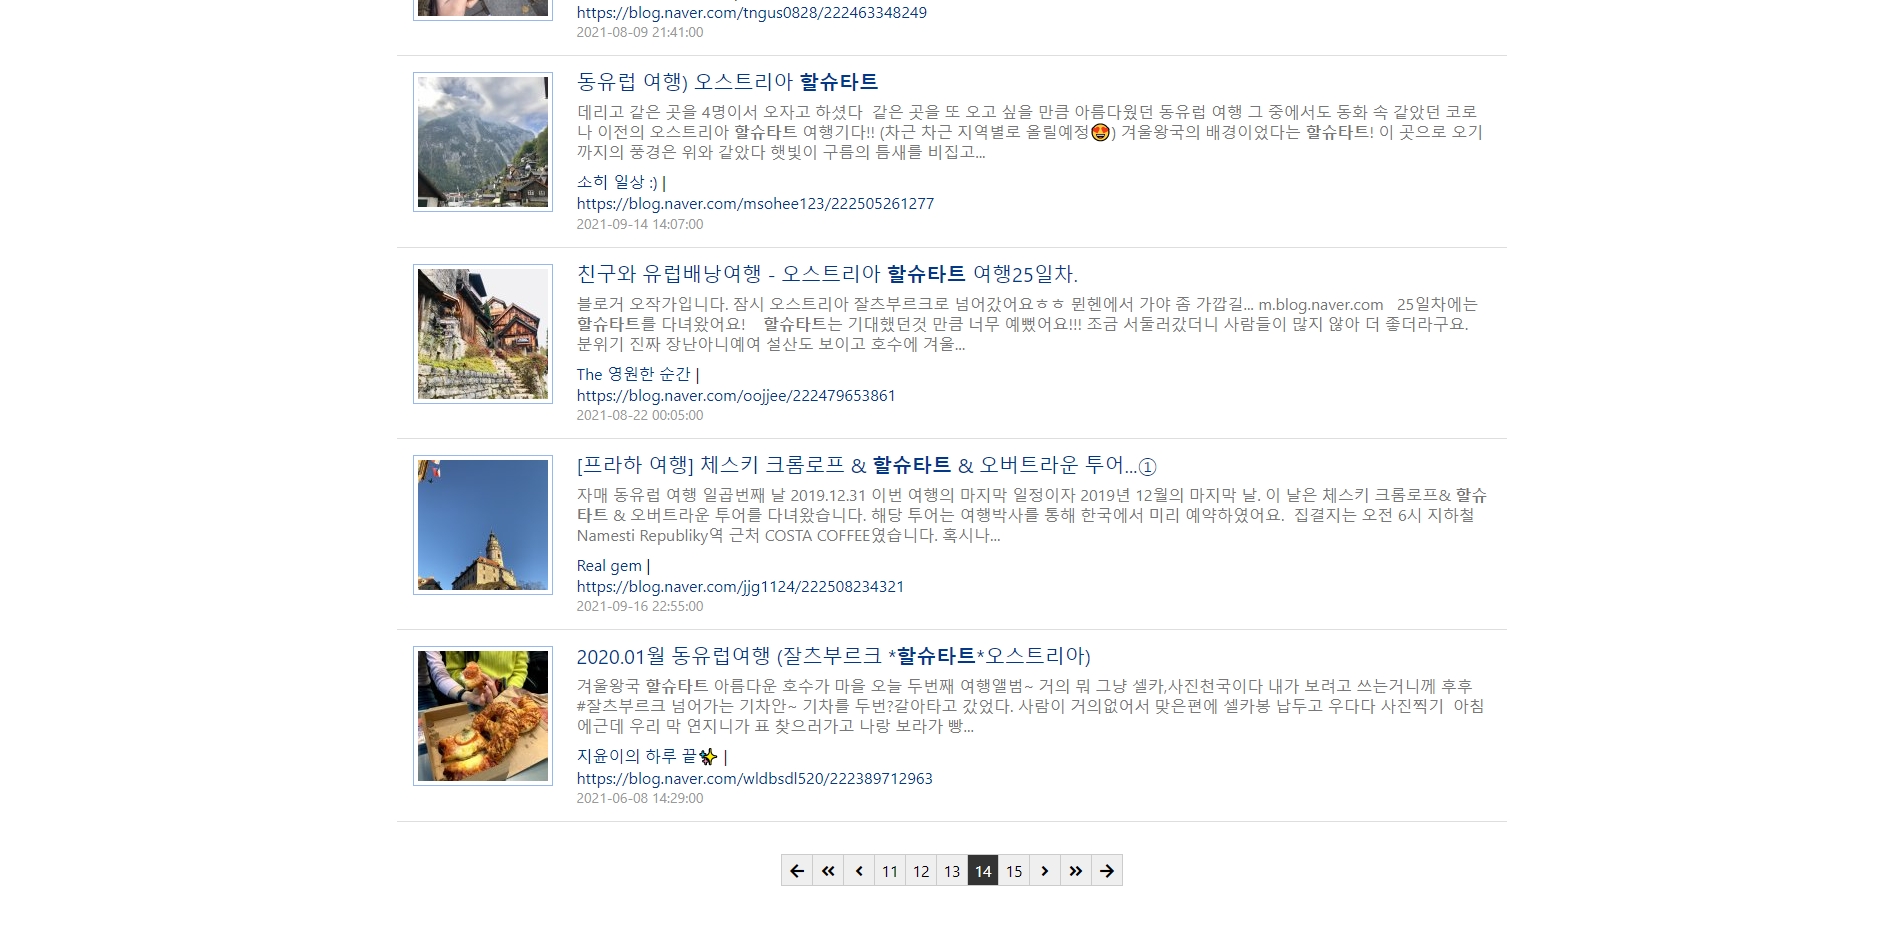 https://blog.naver.com/tngus0828/222463348249
2021-08-09 21:41:00
동유럽 여행) 오스트리아 할슈타트
데리고 같은 곳을 4명이서 오자고 하셨다 같은 곳을 또 오고 싶을 만큼 아름다웠던 동유럽 여행 그 중에서도 동화 속 같았던 코로
나 이전의 오스트리아 할슈타트 여행기다!! (차근 차근 지역별로 올릴예정😍) 겨울왕국의 배경이었다는 할슈타트! 이 곳으로 오기
까지의 풍경은 위와 같았다 햇빛이 구름의 틈새를 비집고...
소히 일상 :) |
https://blog.naver.com/msohee123/222505261277
2021-09-14 14:07:00
친구와 유럽배낭여행 - 오스트리아 할슈타트 여행25일차.
블로거 오작가입니다. 잠시 오스트리아 잘츠부르크로 넘어갔어요ㅎㅎ 뮌헨에서 가야 좀 가깝길... m.blog.naver.com 25일차에는
할슈타트를 다녀왔어요! 할슈타트는 기대했던것 만큼 너무 예뻤어요!!! 조금 서둘러갔더니 사람들이 많지 않아 더 좋더라구요.
분위기 진짜 장난아니예여 설산도 보이고 호수에 겨울...
The 영원한 순간 |
https://blog.naver.com/oojjee/222479653861
2021-08-22 00:05:00
[프라하 여행] 체스키 크롬로프 & 할슈타트 & 오버트라운 투어...①
자매 동유럽 여행 일곱번째 날 2019.12.31 이번 여행의 마지막 일정이자 2019년 12월의 마지막 날. 이 날은 체스키 크롬로프& 할슈
타트 & 오버트라운 투어를 다녀왔습니다. 해당 투어는 여행박사를 통해 한국에서 미리 예약하였어요. 집결지는 오전 6시 지하철
Namesti Republiky역 근처 COSTA COFFEE였습니다. 혹시나...
Real gem |
https://blog.naver.com/jjg1124/222508234321
2021-09-16 22:55:00
2020.01월 동유럽여행 (잘츠부르크 *할슈타트*오스트리아)
겨울왕국 할슈타트 아름다운 호수가 마을 오늘 두번째 여행앨범~ 거의 뭐 그냥 셀카,사진천국이다 내가 보려고 쓰는거니께 후후
#잘츠부르크 넘어가는 기차안~ 기차를 두번?갈아타고 갔었다. 사람이 거의없어서 맞은편에 셀카봉 납두고 우다다 사진찍기 아침
에근데 우리 막 연지니가 표 찾으러가고 나랑 보라가 빵...
지윤이의 하루 끝✨ |
https://blog.naver.com/wldbsdl520/222389712963
2021-06-08 14:29:00
11 12 13 14 15